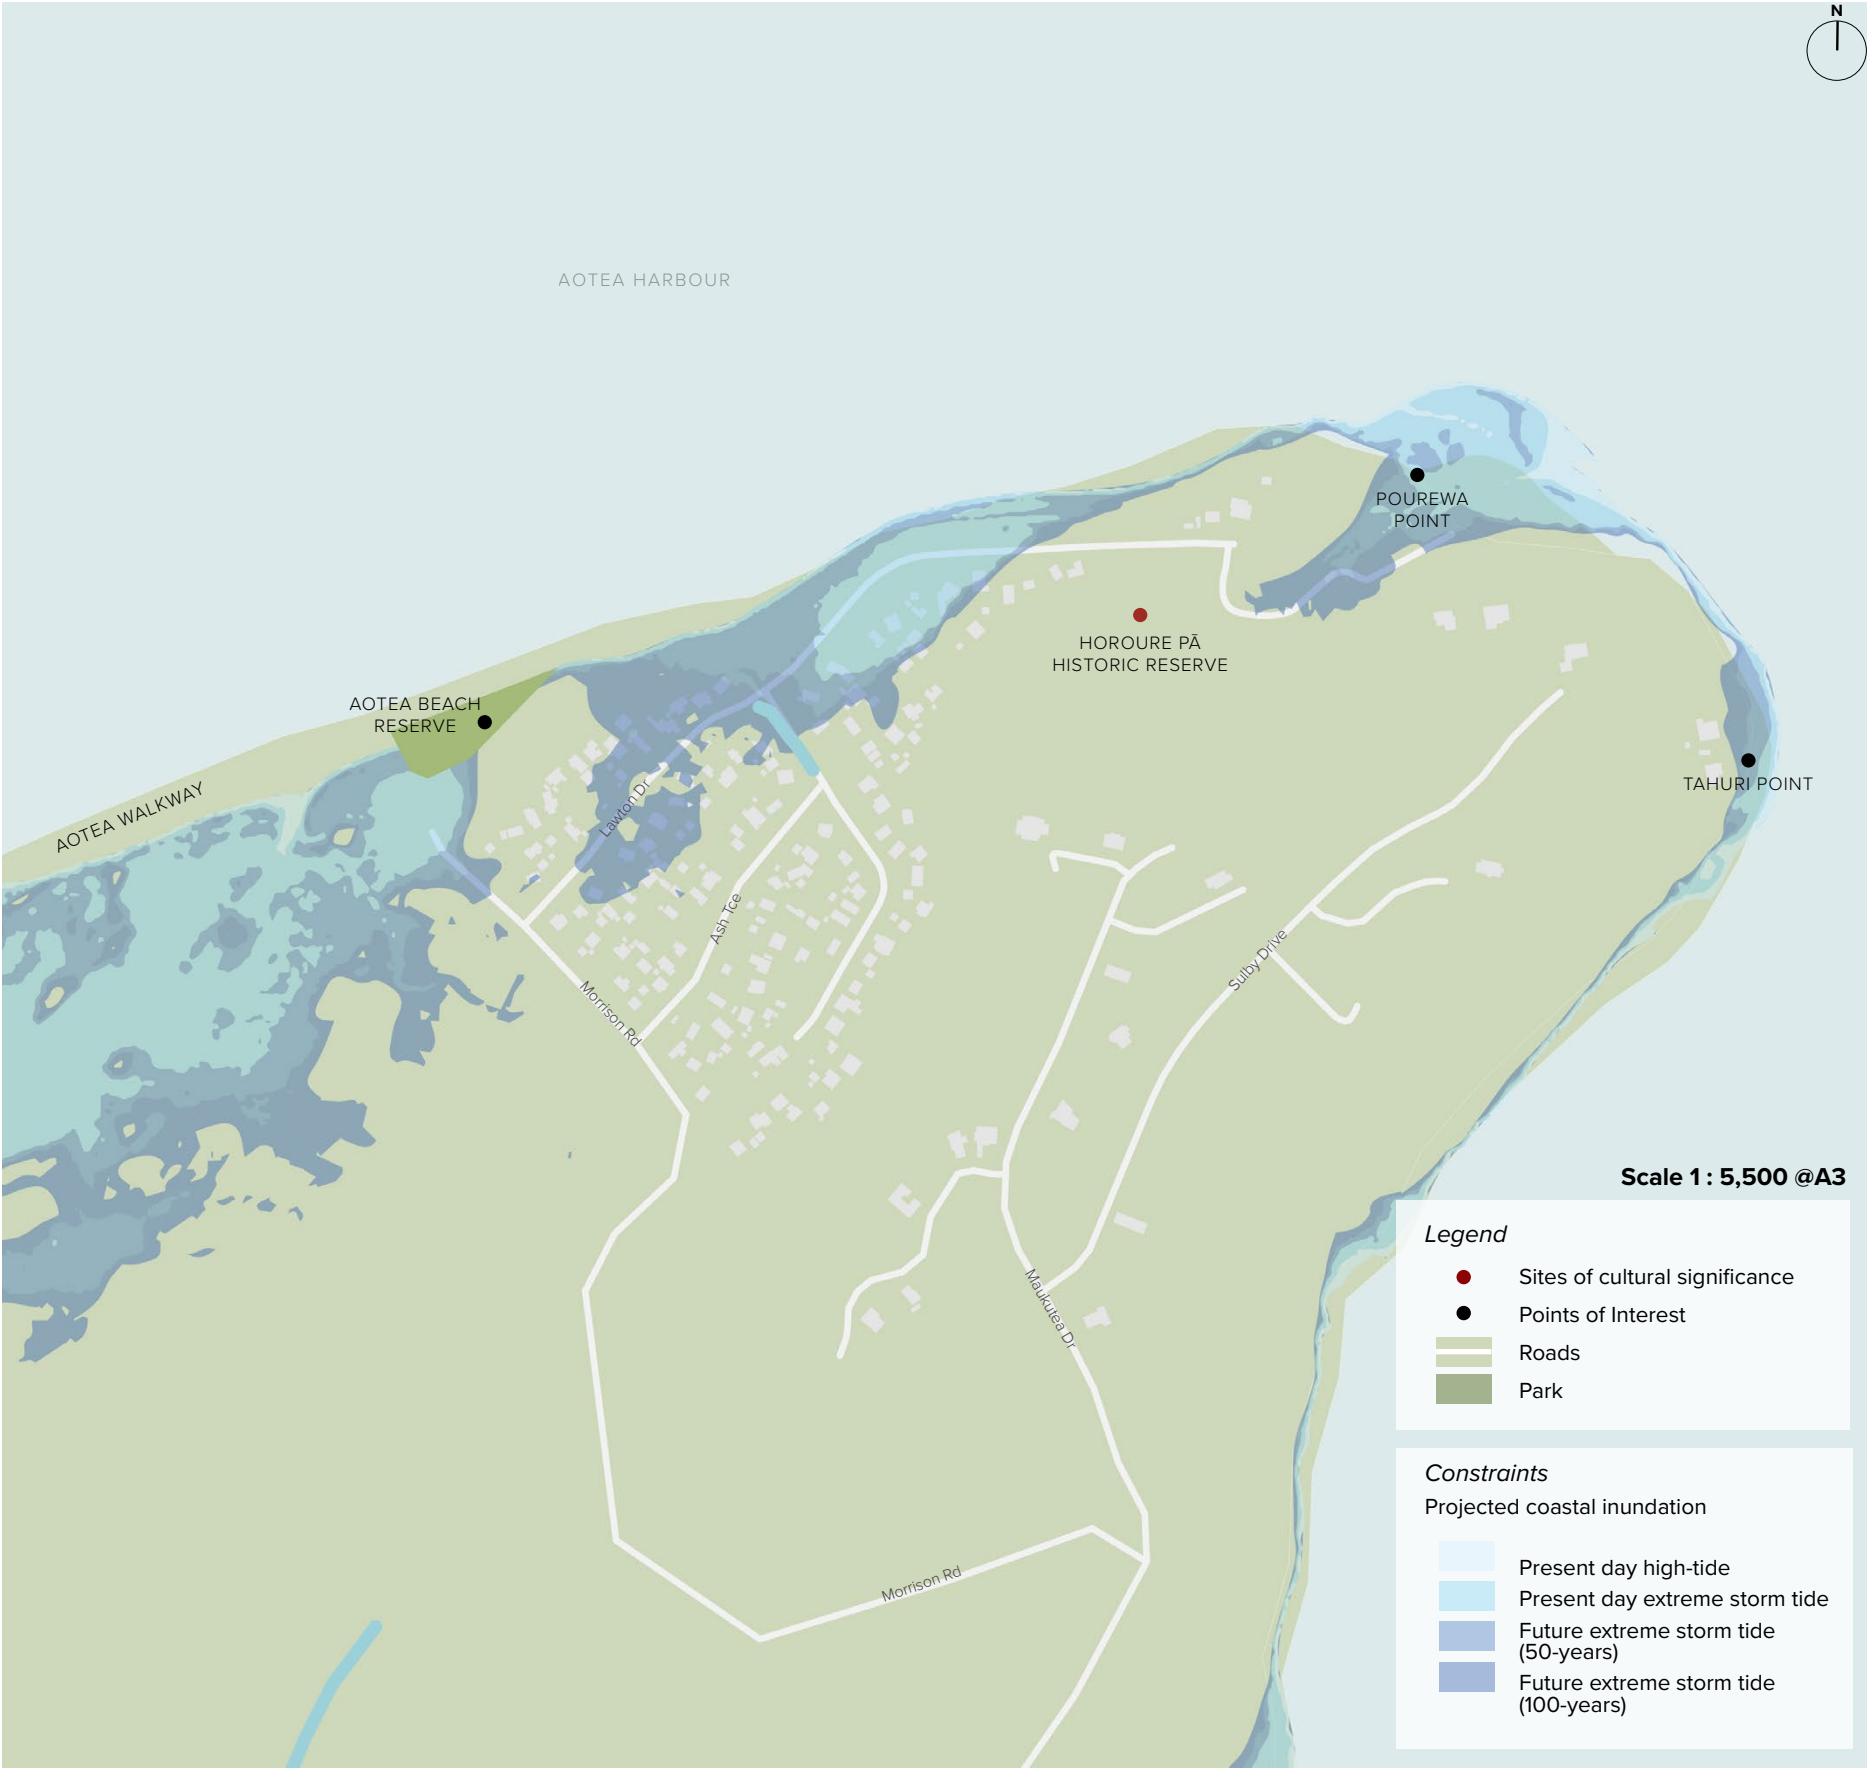 N
AOTEA HARBOUR
POUREWA
POINT
HOROURE PĀ
HISTORIC RESERVE
AOTEA BEACH
RESERVE
TAHURI POINT
AOTEA WALKWAY
Lawton Dr
Ash Tce
Sulby Drive
Morrison Rd
Maukutea Dr
Morrison Rd
Scale 1 : 5,500 @A3
Legend
Sites of cultural significance
Points of Interest
Roads
Park
Constraints
Projected coastal inundation
Present day high-tide
Present day extreme storm tide
Future extreme storm tide
(50-years)
Future extreme storm tide
(100-years)